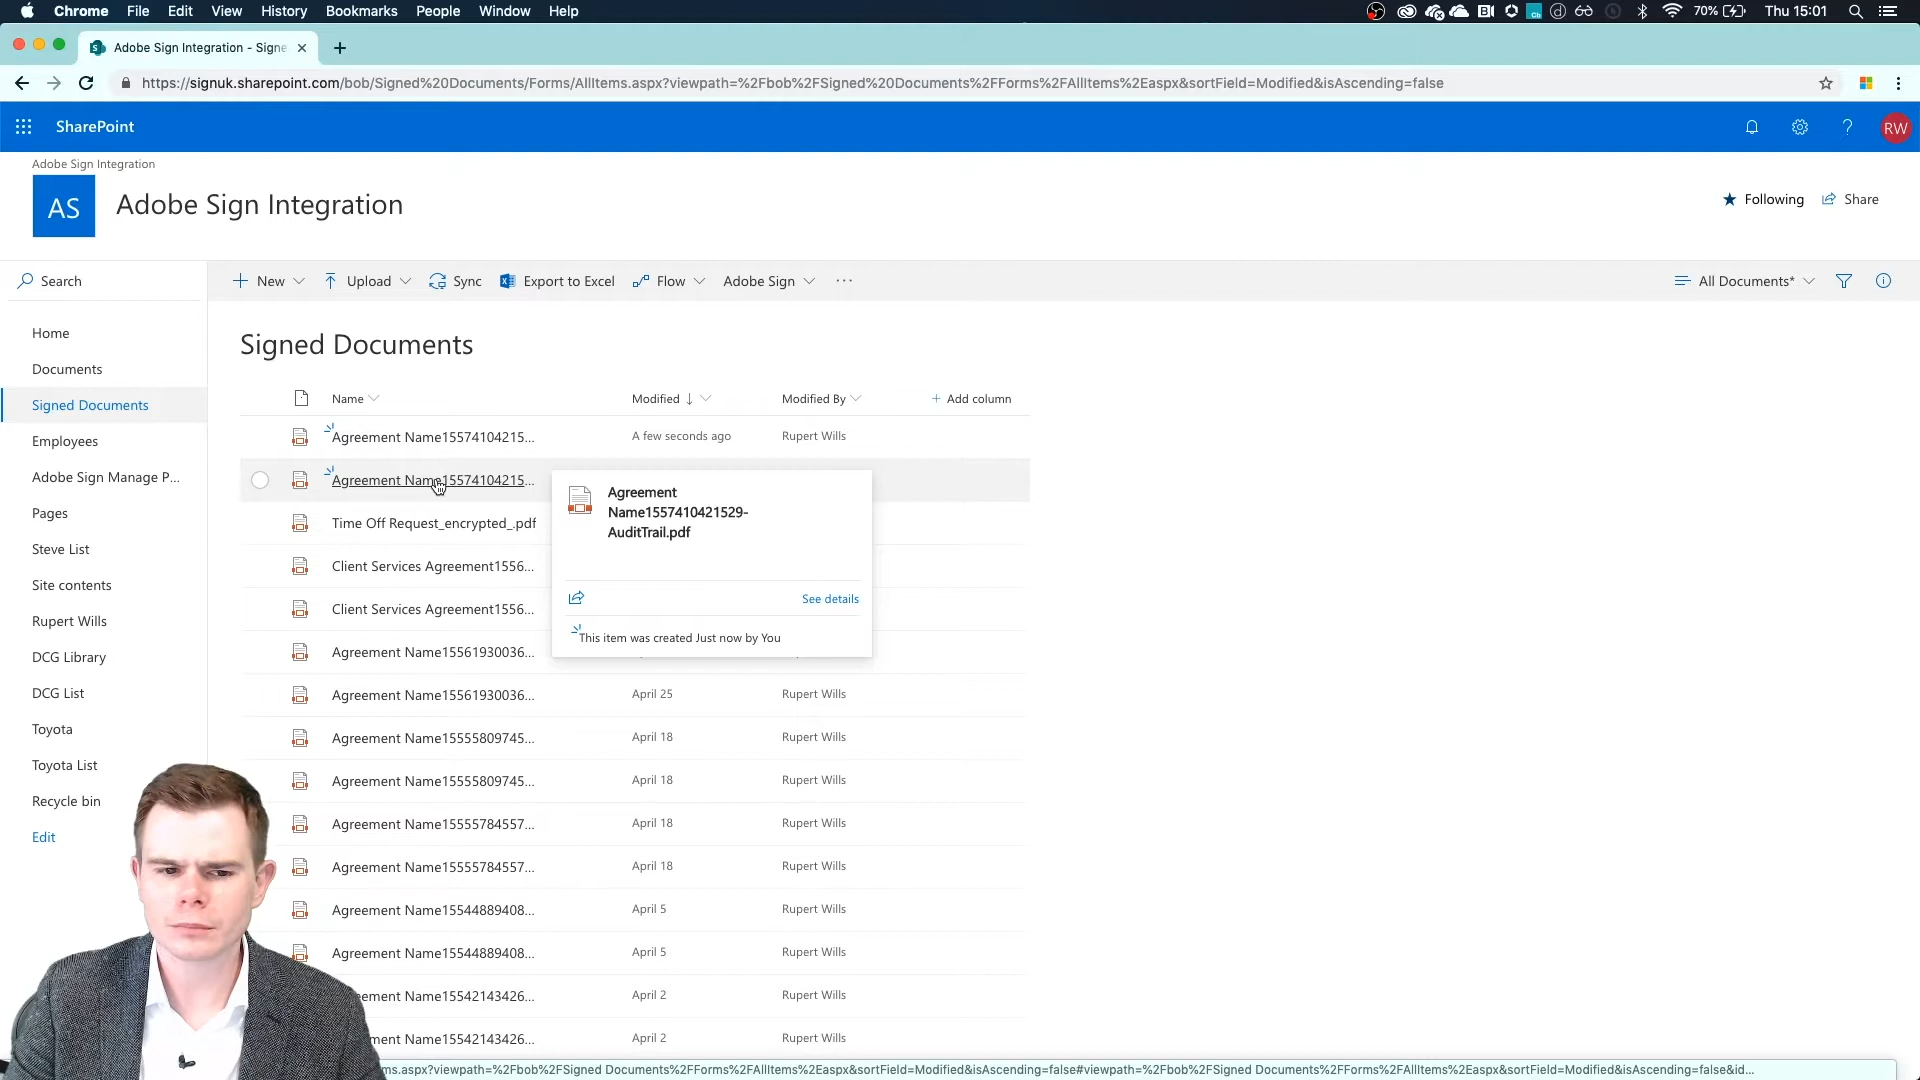 Chrome File Edit View History Bookmarks People Window Help
70% Thu 15:01
Adobe Sign Integration - Signe
https://signuk.sharepoint.com/bob/Signed%20Documents/Forms/AllItems.aspx?viewpath=%2Fbob%2FSigned%20Documents%2FForms%2FAllItems%2Easpx&sortField=Modified&isAscending=false
SharePoint
RW
Adobe Sign Integration
AS
Adobe Sign Integration
Following Share
Search
New Upload Sync Export to Excel Flow Adobe Sign ...
All Documents*
Home
Documents
Signed Documents
Employees
Adobe Sign Manage P...
Pages
Steve List
Site contents
Rupert Wills
DCG Library
DCG List
Toyota
Toyota List
Recycle bin
Edit
Signed Documents
Name Modified Modified By + Add column
Agreement Name15574104215... A few seconds ago Rupert Wills
Agreement Name15574104215...
Time Off Request_encrypted_.pdf
Client Services Agreement1556...
Client Services Agreement1556...
Agreement Name15561930036...
Agreement
Name1557410421529-
AuditTrail.pdf
See details
This item was created Just now by You
Agreement Name15561930036... April 25 Rupert Wills
Agreement Name15555809745... April 18 Rupert Wills
Agreement Name15555809745... April 18 Rupert Wills
Agreement Name15555784557... April 18 Rupert Wills
Agreement Name15555784557... April 18 Rupert Wills
Agreement Name15544889408... April 5 Rupert Wills
Agreement Name15544889408... April 5 Rupert Wills
ement Name15542143426... April 2 Rupert Wills
ement Name15542143426... April 2 Rupert Wills
ms.aspx?viewpath=%2Fbob%2FSigned Documents%2FForms%2FAllItems%2Easpx&sortField=Modified&isAscending=false#viewpath=%2Fbob%2FSigned Documents%2FForms%2FAllItems%2Easpx&sortField=Modified&isAscending=false&id...